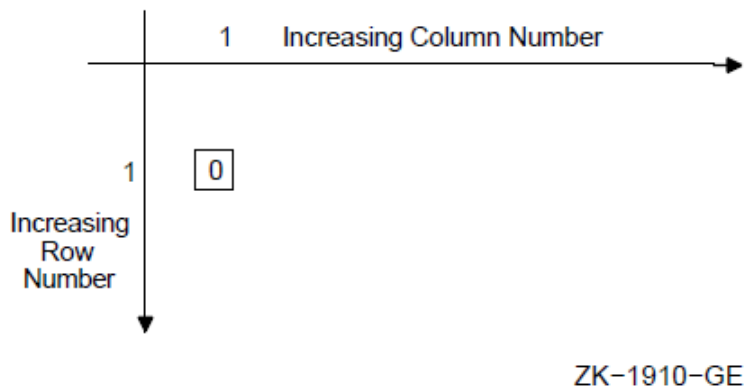 1 Increasing Column Number
1 0
Increasing
Row
Number
ZK−1910−GE